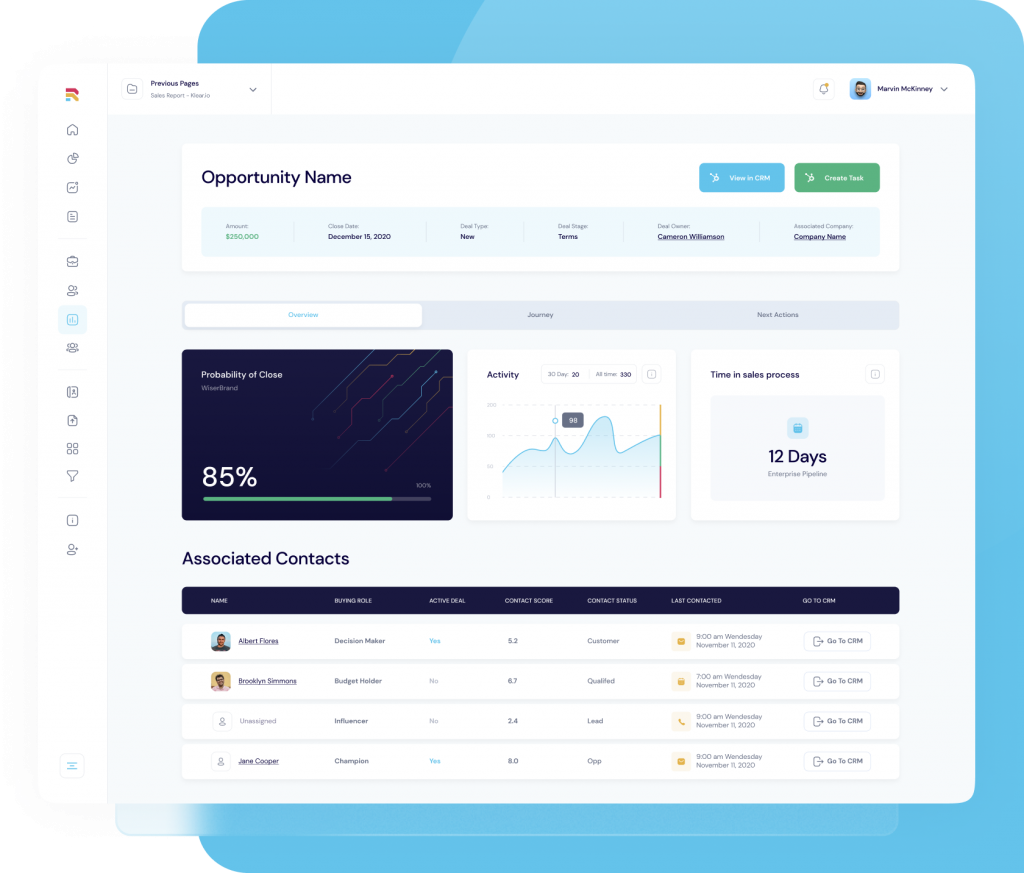 Previous Pages
Sales Report - Klear.io
Marvin McKinney
Opportunity Name
View in CRM
Create Task
Amount:
$250,000
Close Date:
December 15, 2020
Deal Type:
New
Deal Stage:
Terms
Deal Owner:
Cameron Williamson
Associated Company:
Company Name
Overview
Journey
Next Actions
Probability of Close
WiserBrand
85%
100%
Activity
30 Day: 20
All time: 330
98
100
50
0
Time in sales process
12 Days
Enterprise Pipeline
Associated Contacts
NAME BUYING ROLE ACTIVE DEAL CONTACT SCORE CONTACT STATUS LAST CONTACTED GO TO CRM
Albert Flores Decision Maker Yes 5.2 Customer 9:00 am Wendesday Go To CRM
November 11, 2020
Brooklyn Simmons Budget Holder No 6.7 Qualifed 7:00 am Wendesday Go To CRM
November 11, 2020
Unassigned Influencer No 2.4 Lead 9:00 am Wendesday Go To CRM
November 11, 2020
Jane Cooper Champion Yes 8.0 Opp 9:00 am Wendesday Go To CRM
November 11, 2020